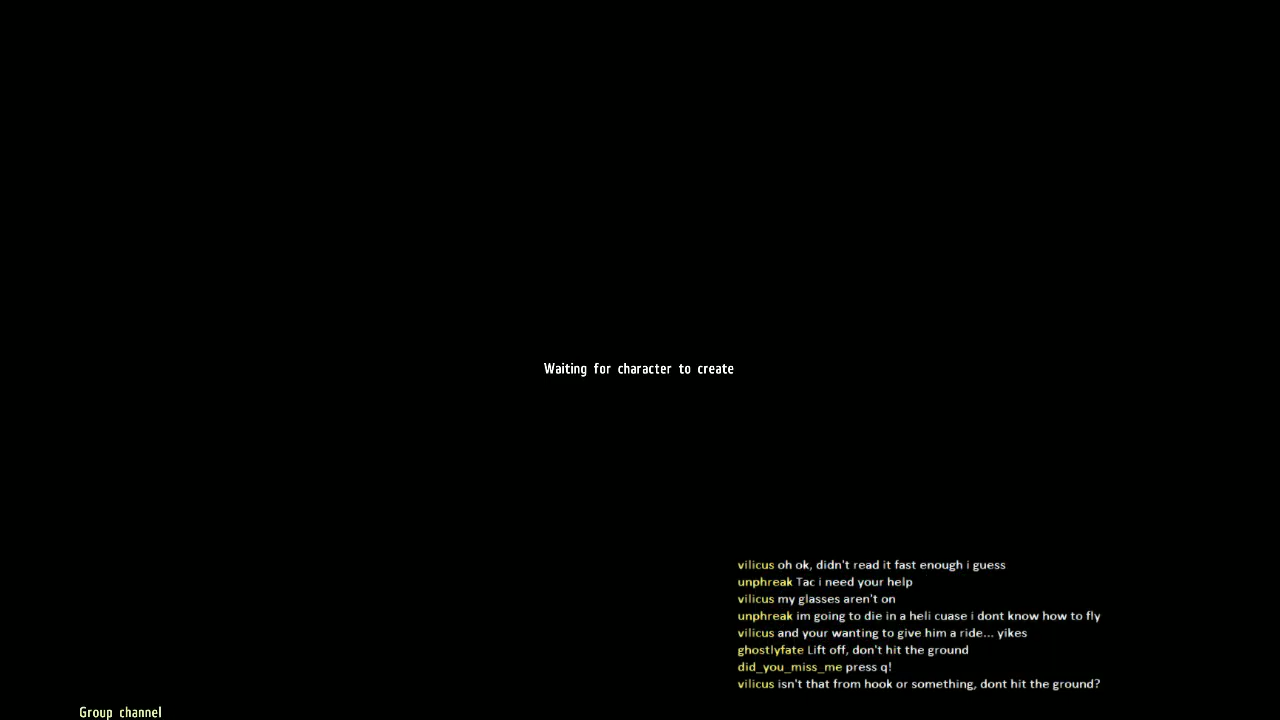 Waiting for character to create
vilicus oh ok, didn't read it fast enough i guess
unphreak Tac i need your help
vilicus my glasses aren't on
unphreak im going to die in a heli cuase i dont know how to fly
vilicus and your wanting to give him a ride... yikes
ghostlyfate Lift off, don't hit the ground
did_you_miss_me press q!
vilicus isn't that from hook or something, dont hit the ground?
Group channel